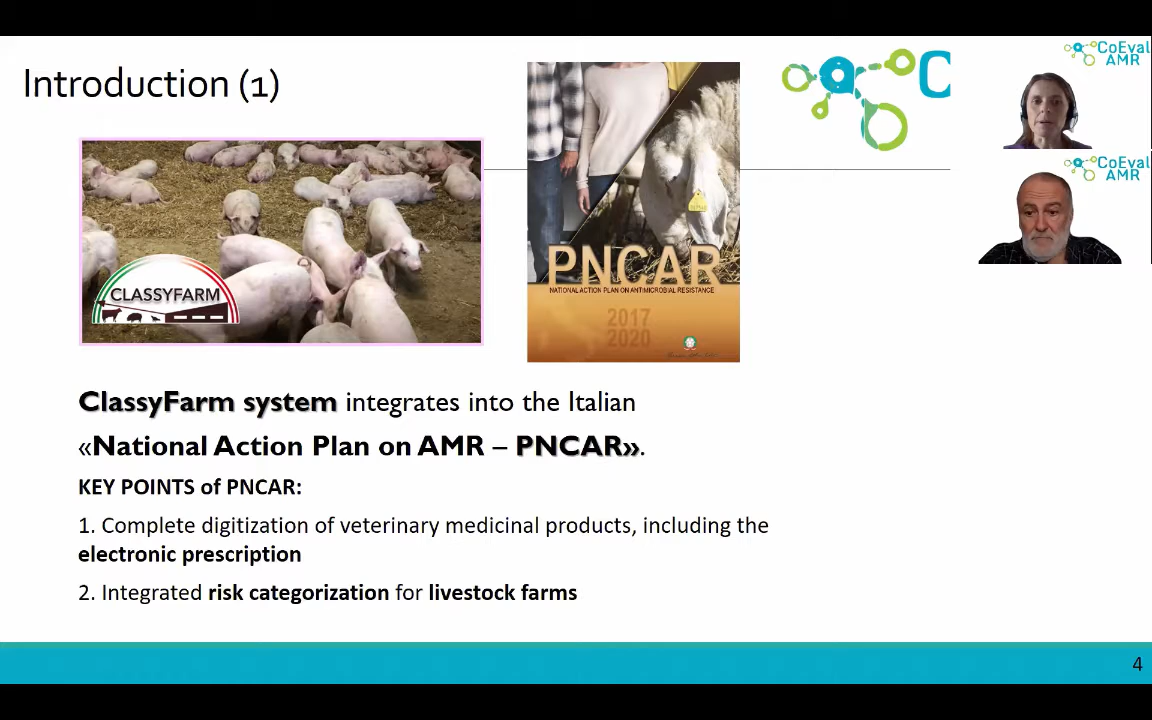 Introduction (1)
CLASSYFARM
PNCAR
NATIONAL ACTION PLAN ON ANTIMICROBIAL RESISTANCE
2017
2020
C
CoEval
AMR
CoEval
AMR
ClassyFarm system integrates into the Italian
«National Action Plan on AMR – PNCAR».
KEY POINTS of PNCAR:
1. Complete digitization of veterinary medicinal products, including the
electronic prescription
2. Integrated risk categorization for livestock farms
4